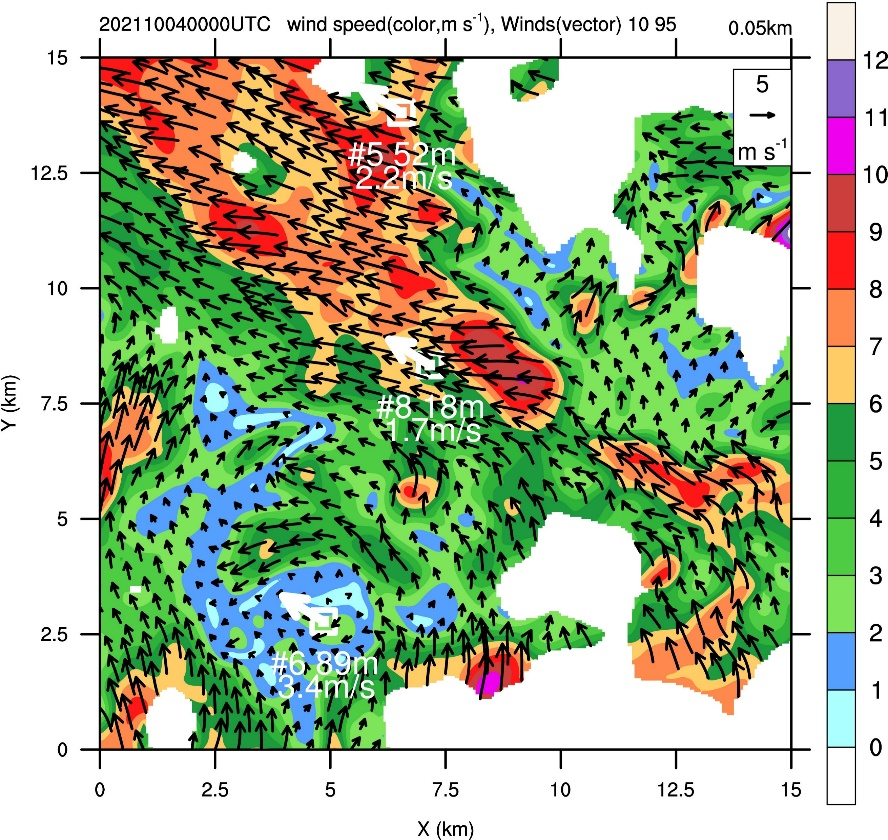 202110040000UTC wind speed(color,m s⁻¹), Winds(vector) 10 95
0.05km
5
m s⁻¹
#5 52m
2.2m/s
#8 18m
1.7m/s
#6 89m
3.4m/s
15
12.5
10
7.5
5
2.5
0
Y (km)
0 2.5 5 7.5 10 12.5 15
X (km)
12
11
10
9
8
7
6
5
4
3
2
1
0